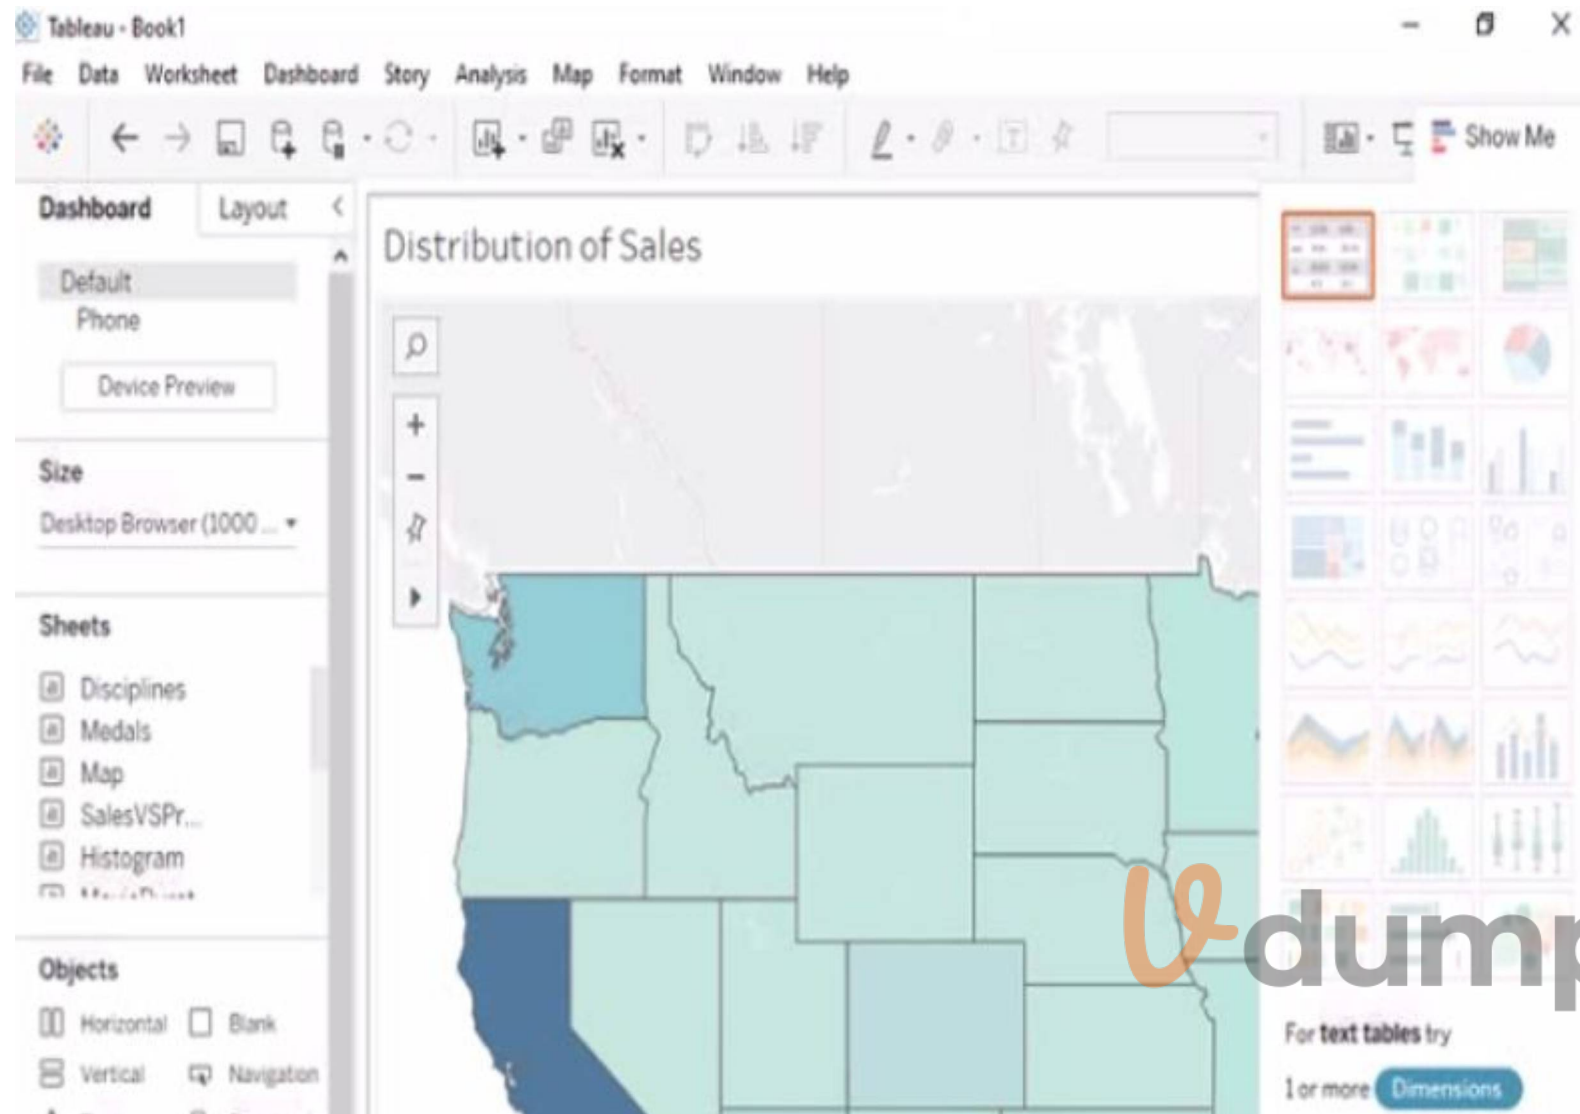 Tableau - Book1
File Data Worksheet Dashboard Story Analysis Map Format Window Help
Show Me
Dashboard Layout
Default
Phone
Device Preview
Size
Desktop Browser (1000 ...
Sheets
Disciplines
Medals
Map
SalesVSPr...
Histogram
Objects
Horizontal Blank
Vertical Navigation
Distribution of Sales
For text tables try
1 or more Dimensions
dump